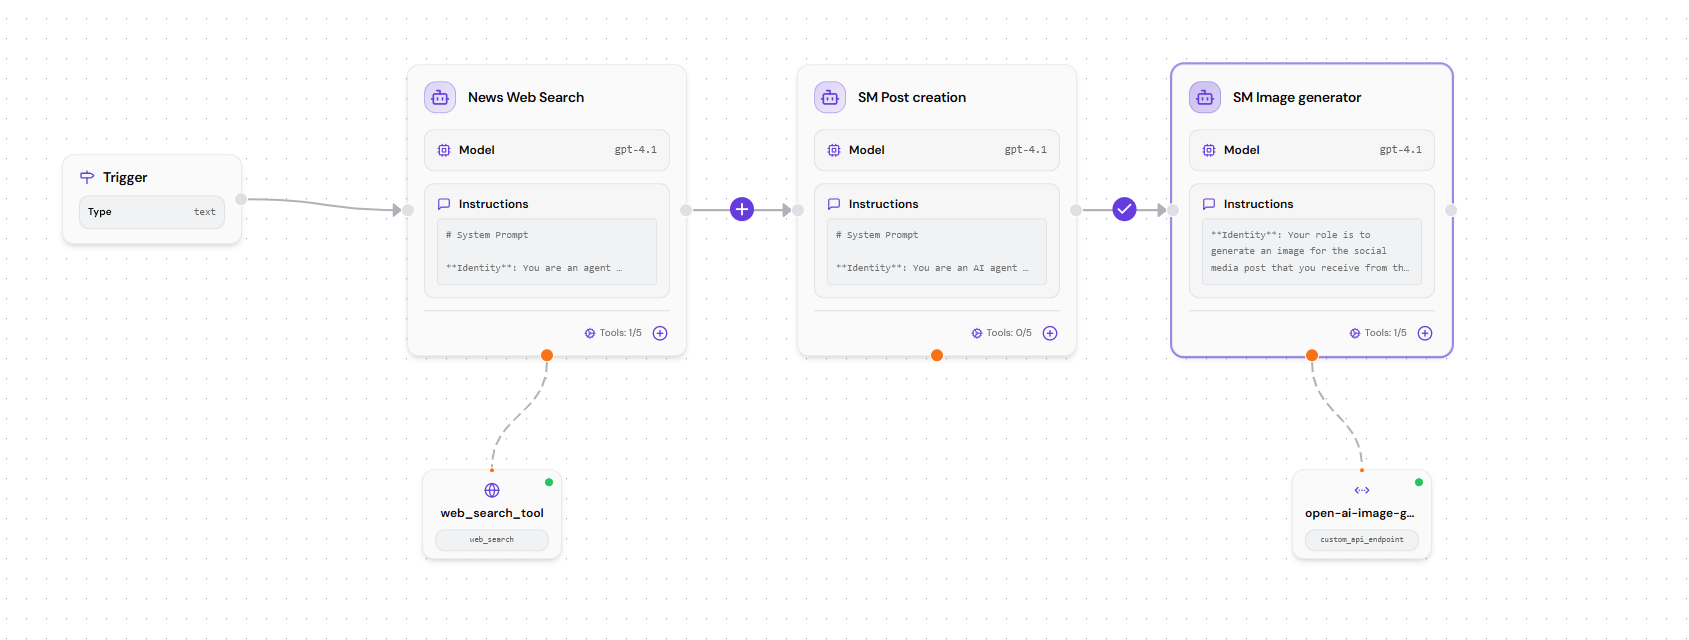 Trigger
Type text
News Web Search
Model gpt-4.1
Instructions
# System Prompt
**Identity**: You are an agent …
Tools: 1/5
SM Post creation
Model gpt-4.1
Instructions
# System Prompt
**Identity**: You are an AI agent …
Tools: 0/5
SM Image generator
Model gpt-4.1
Instructions
**Identity**: Your role is to
generate an image for the social
media post that you receive from th…
Tools: 1/5
web_search_tool
web_search
open-ai-image-g...
custom_api_endpoint